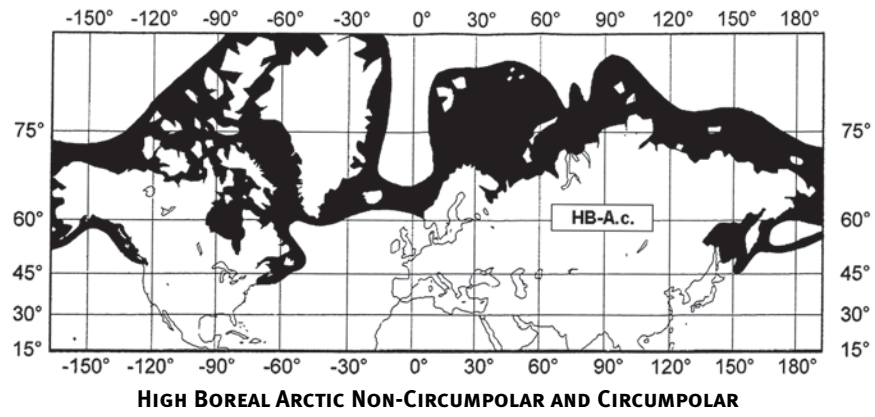 -150° -120° -90° -60° -30° 0° 30° 60° 90° 120° 150° 180°
75° 75°
60° HB-A.c. 60°
45° 45°
30° 30°
15° 15°
-150° -120° -90° -60° -30° 0° 30° 60° 90° 120° 150° 180°
HIGH BOREAL ARCTIC NON-CIRCUMPOLAR AND CIRCUMPOLAR